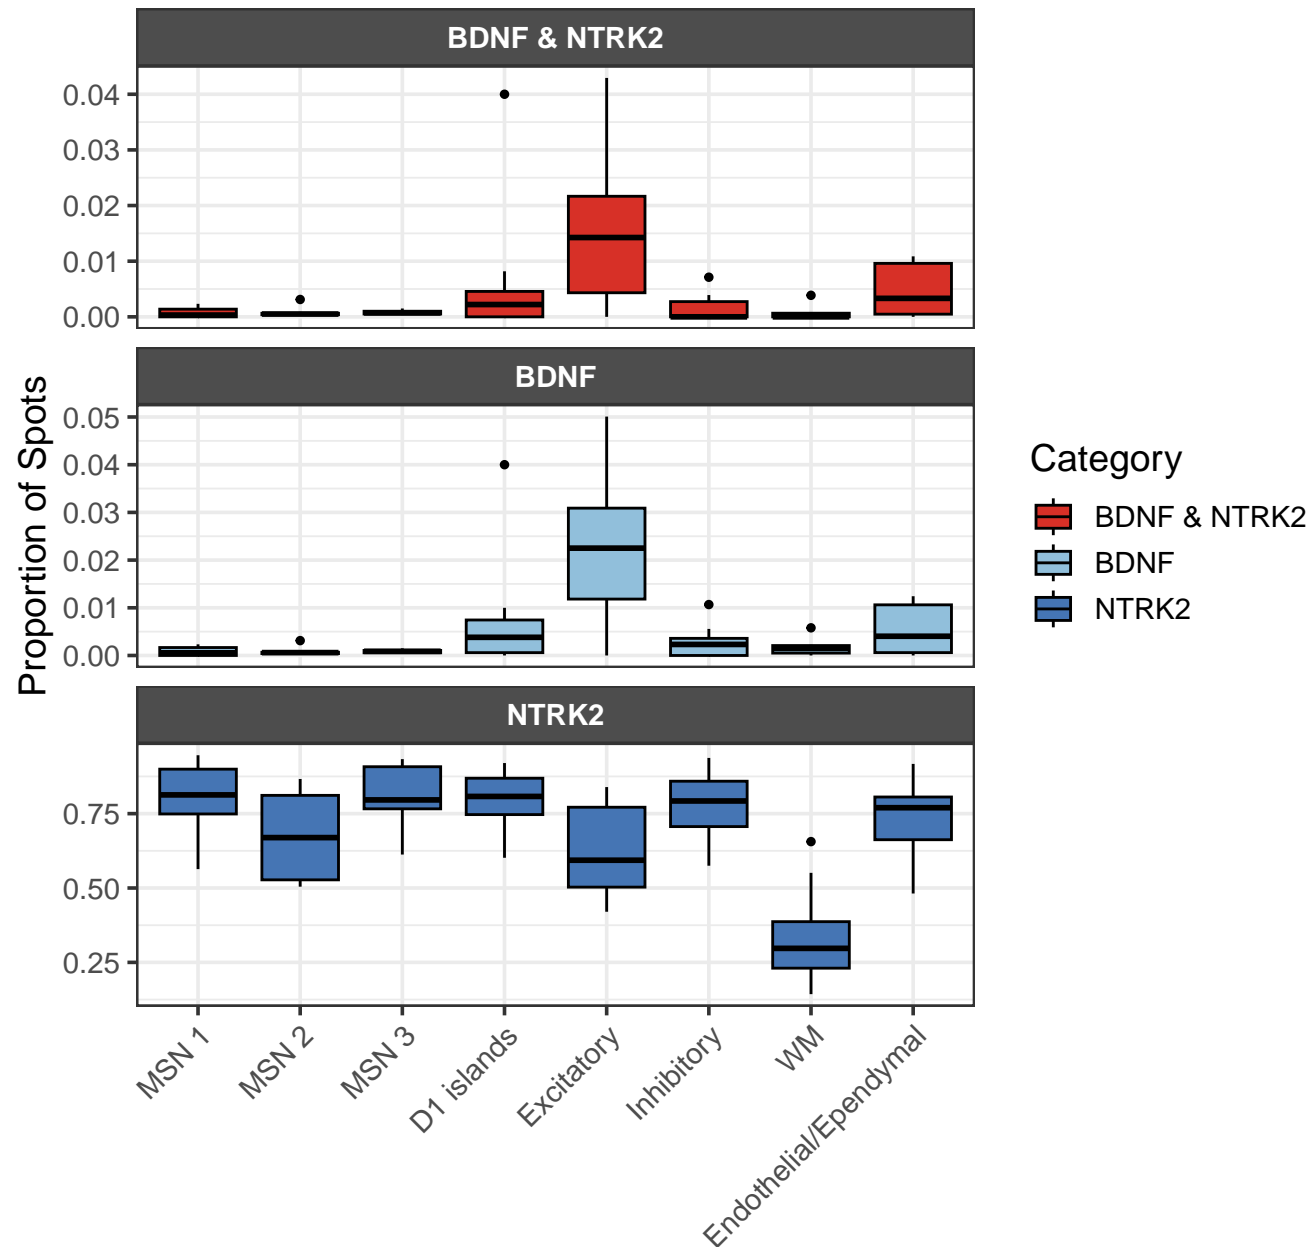 BDNF & NTRK2
0.04
0.03
0.02
0.01
0.00
BDNF
0.05
0.04
0.03
0.02
0.01
0.00
NTRK2
0.75
0.50
0.25
Proportion of Spots
MSN 1
MSN 2
MSN 3
D1 islands
Excitatory
Inhibitory
WM
Endothelial/Ependymal
Category
BDNF & NTRK2
BDNF
NTRK2